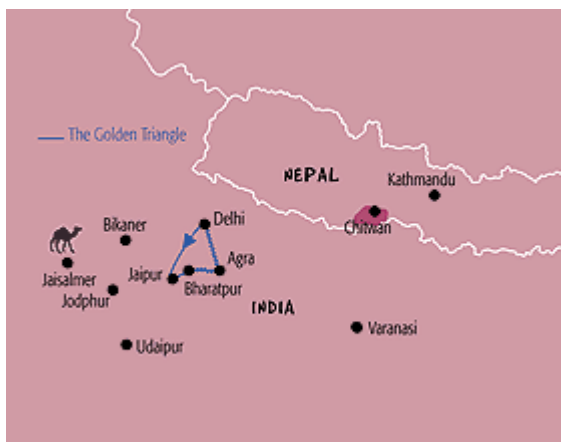 The Golden Triangle
NEPAL
Kathmandu
Chitwan
Delhi
Bikaner
Agra
Jaisalmer
Jaipur
Bharatpur
Jodphur
INDIA
Varanasi
Udaipur